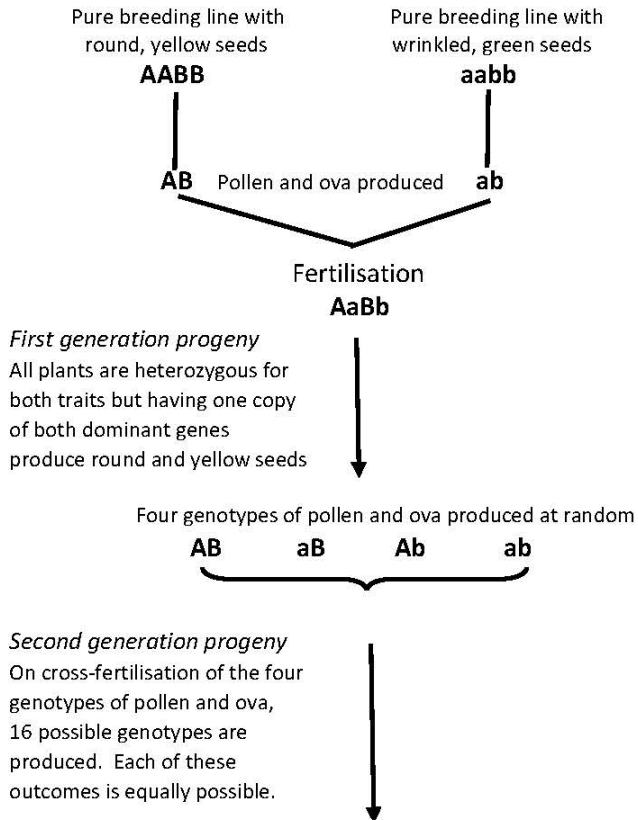 Pure breeding line with
round, yellow seeds
AABB
Pure breeding line with
wrinkled, green seeds
aabb
AB Pollen and ova produced ab
Fertilisation
AaBb
First generation progeny
All plants are heterozygous for
both traits but having one copy
of both dominant genes
produce round and yellow seeds
Four genotypes of pollen and ova produced at random
AB aB Ab ab
Second generation progeny
On cross-fertilisation of the four
genotypes of pollen and ova,
16 possible genotypes are
produced. Each of these
outcomes is equally possible.